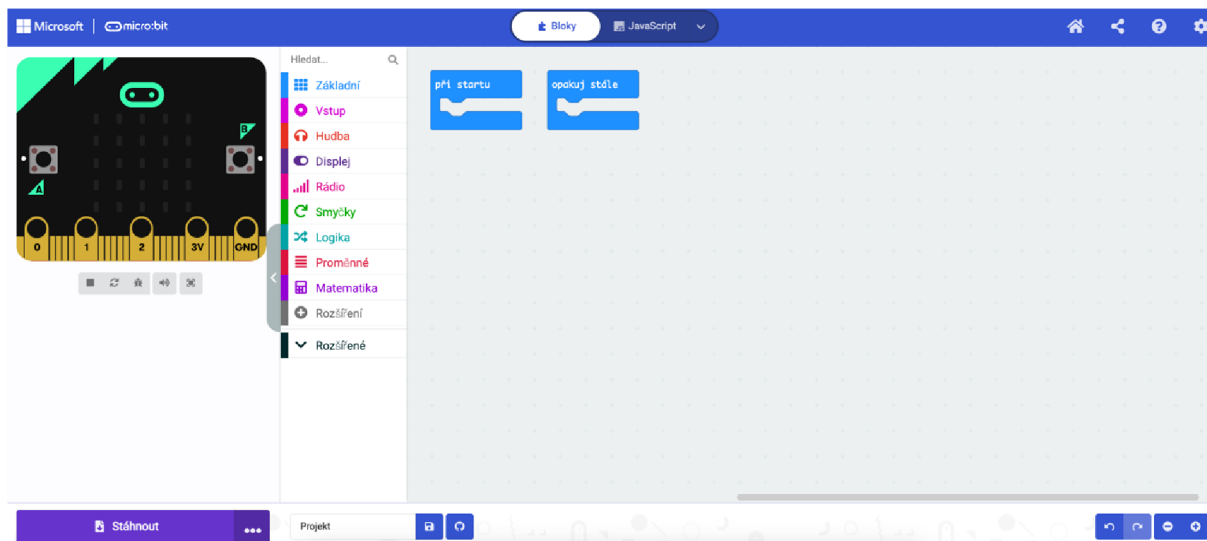 Microsoft micro:bit
Bloky
JavaScript
B
A
0 1 2 3V GND
Hledat...
Základní
Vstup
Hudba
Displej
Rádio
Smyčky
Logika
Proměnné
Matematika
Rozšíření
Rozšířené
při startu
opakuj stále
Stáhnout
Projekt